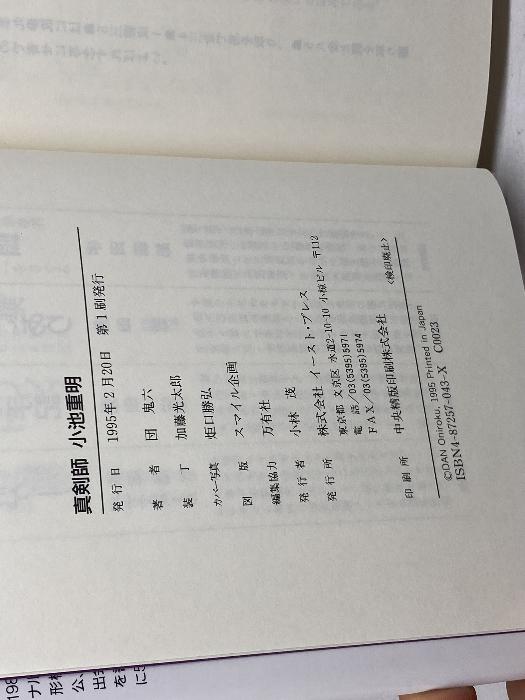 真剣師 小池重明
発行日 1995年2月20日 第1刷発行
著者 団 鬼六
装丁 加藤光太郎
カバー写真 炬口勝弘
図版 スマイル企画
編集協力 万有社
発行者 小林 茂
発行所 株式会社 イースト・プレス
東京都 文京区 水道2-10-10 小椋ビル 〒112
電 話/03(5395)5971
FAX/03(5395)5974
印刷所 中央精版印刷株式会社
〈検印廃止〉
©DAN Oniroku, 1995 Printed in Japan
ISBN4-87257-043-X C0023